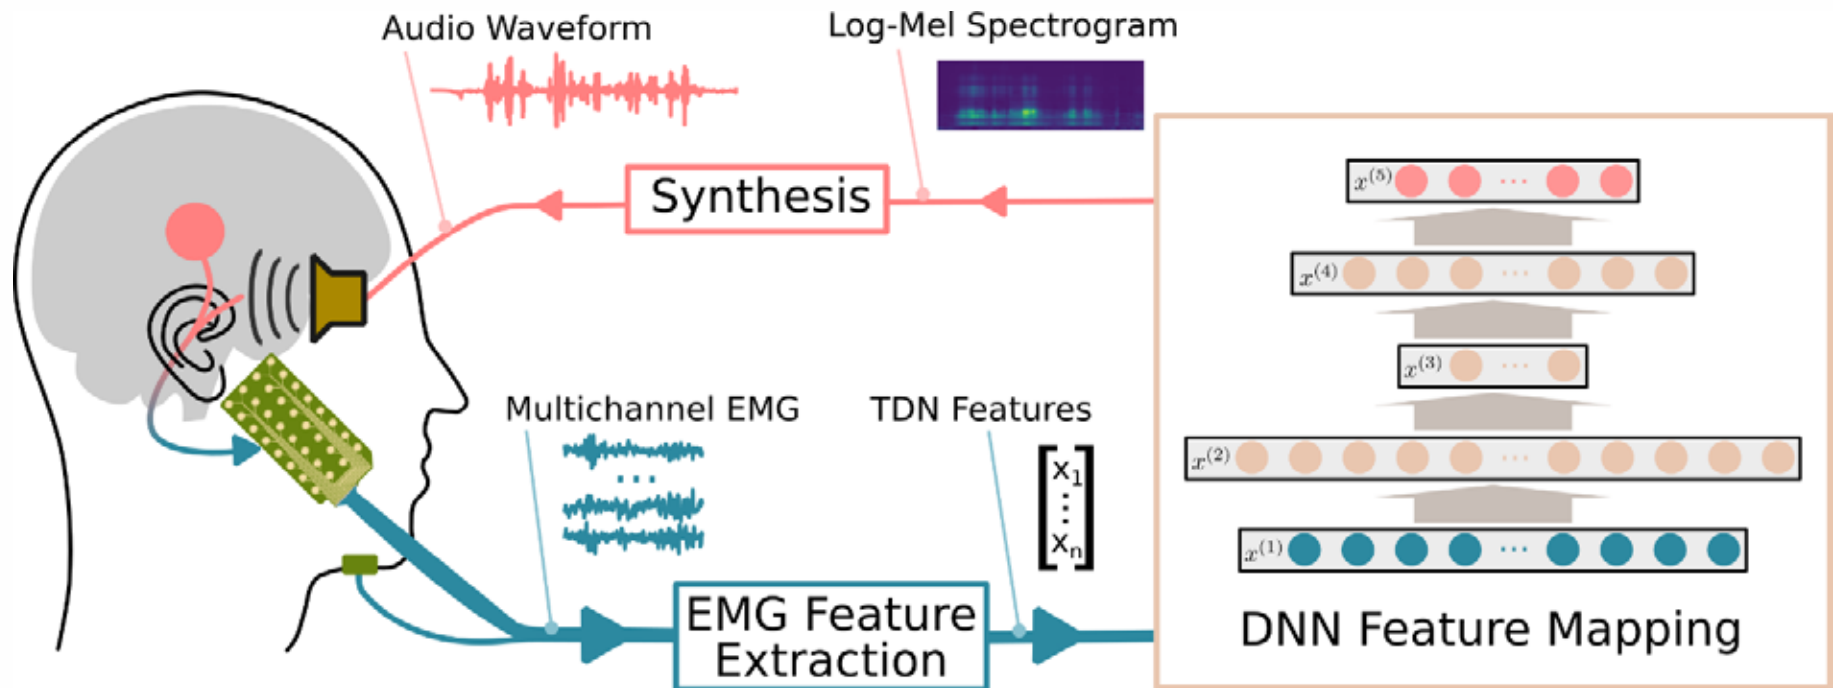 Audio Waveform
Log-Mel Spectrogram
Synthesis
x(5) ...
x(4) ...
x(3) ...
x(2) ...
x(1) ...
DNN Feature Mapping
Multichannel EMG
...
TDN Features
x1
⋮
xn
EMG Feature
Extraction